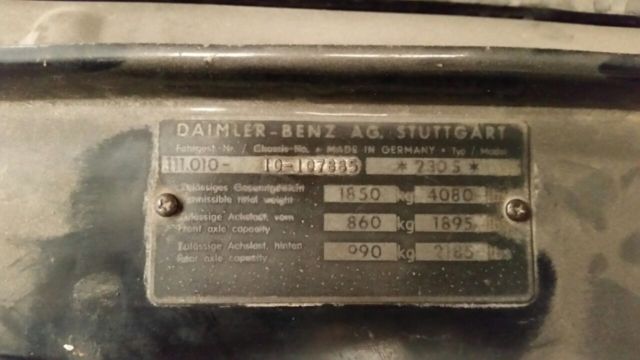 DAIMLER-BENZ AG. STUTTGART
Fahrgest-Nr. / Chassis No. • MADE IN GERMANY • Typ / Model
111.010- 10-107885 * 230S *
Zulässiges Gesamtgewicht
Permissible total weight
1850 kg 4080
Zulässige Achslast, vorn
Front axle capacity
860 kg 1895
Zulässige Achslast, hinten
Rear axle capacity
990 kg 2185 lbs